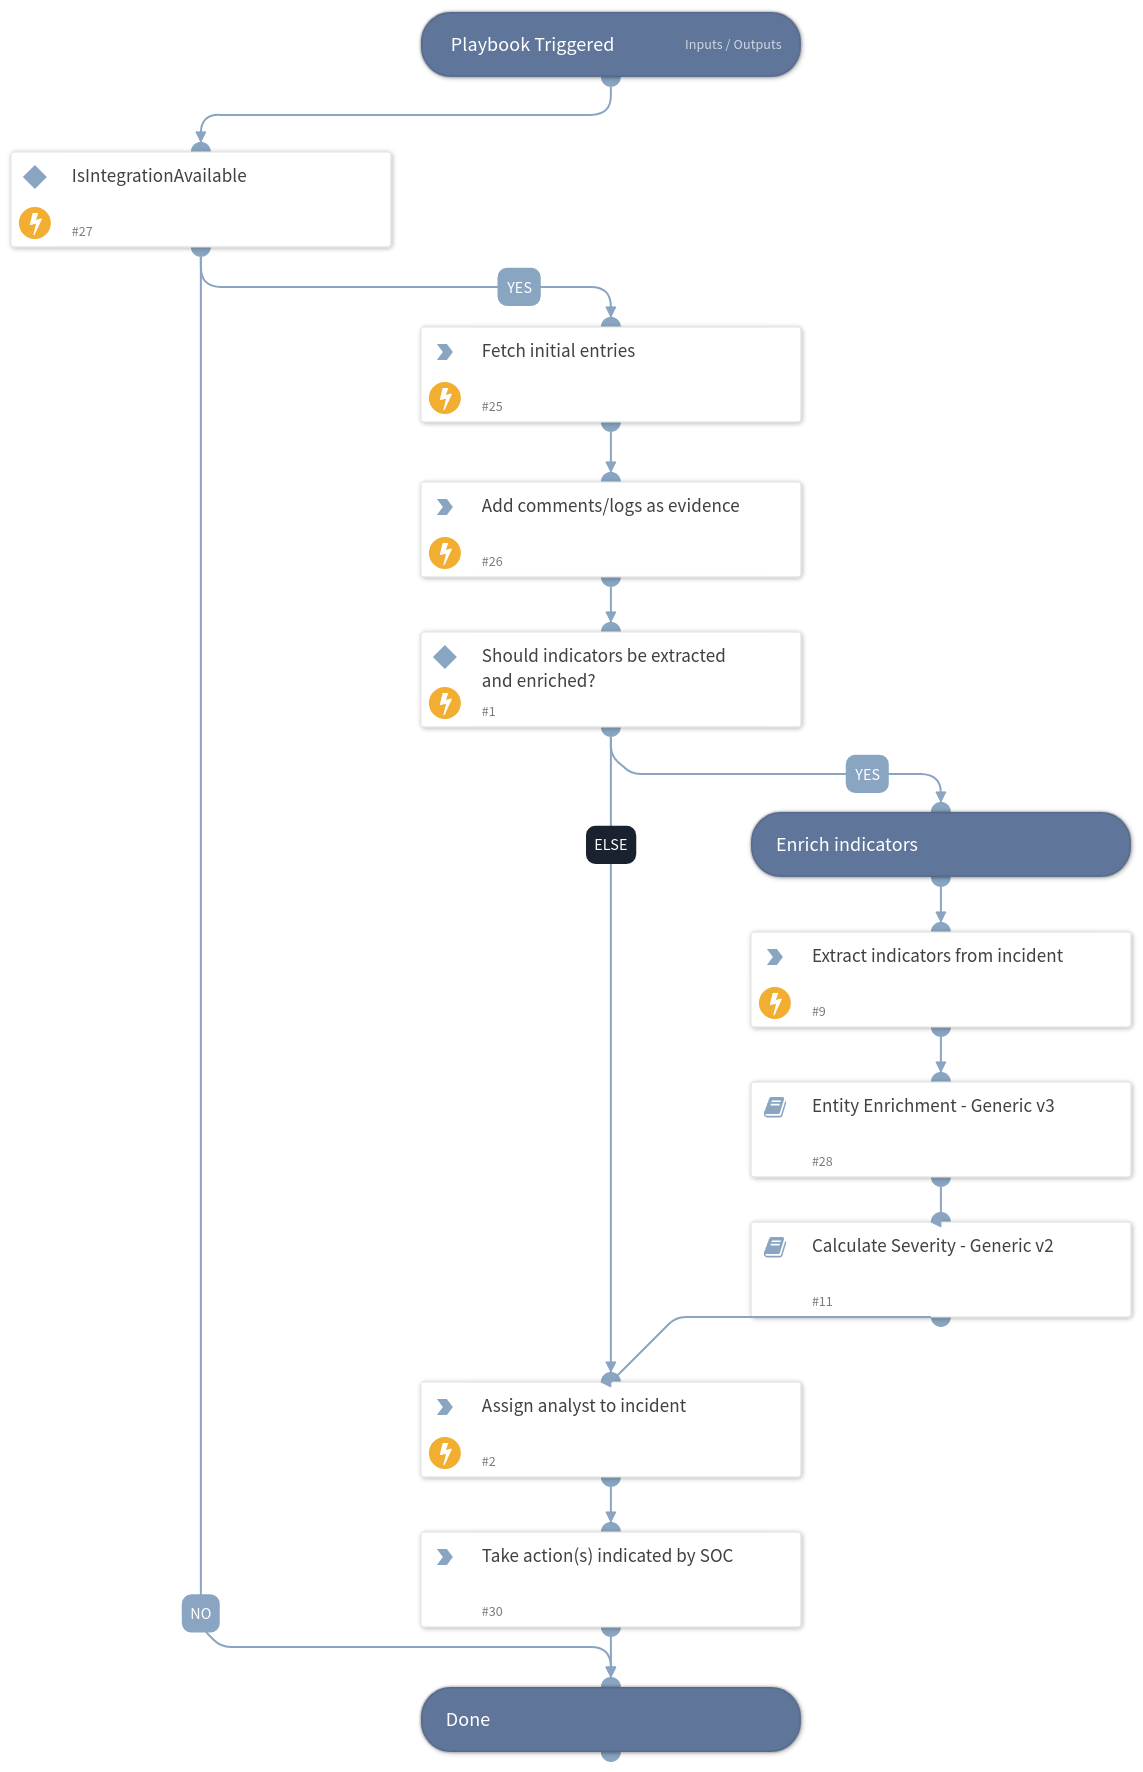 Playbook Triggered
Inputs / Outputs
IsIntegrationAvailable
#27
YES
Fetch initial entries
#25
Add comments/logs as evidence
#26
Should indicators be extracted
and enriched?
#1
YES
ELSE
Enrich indicators
Extract indicators from incident
#9
Entity Enrichment - Generic v3
#28
Calculate Severity - Generic v2
#11
Assign analyst to incident
#2
Take action(s) indicated by SOC
#30
NO
Done